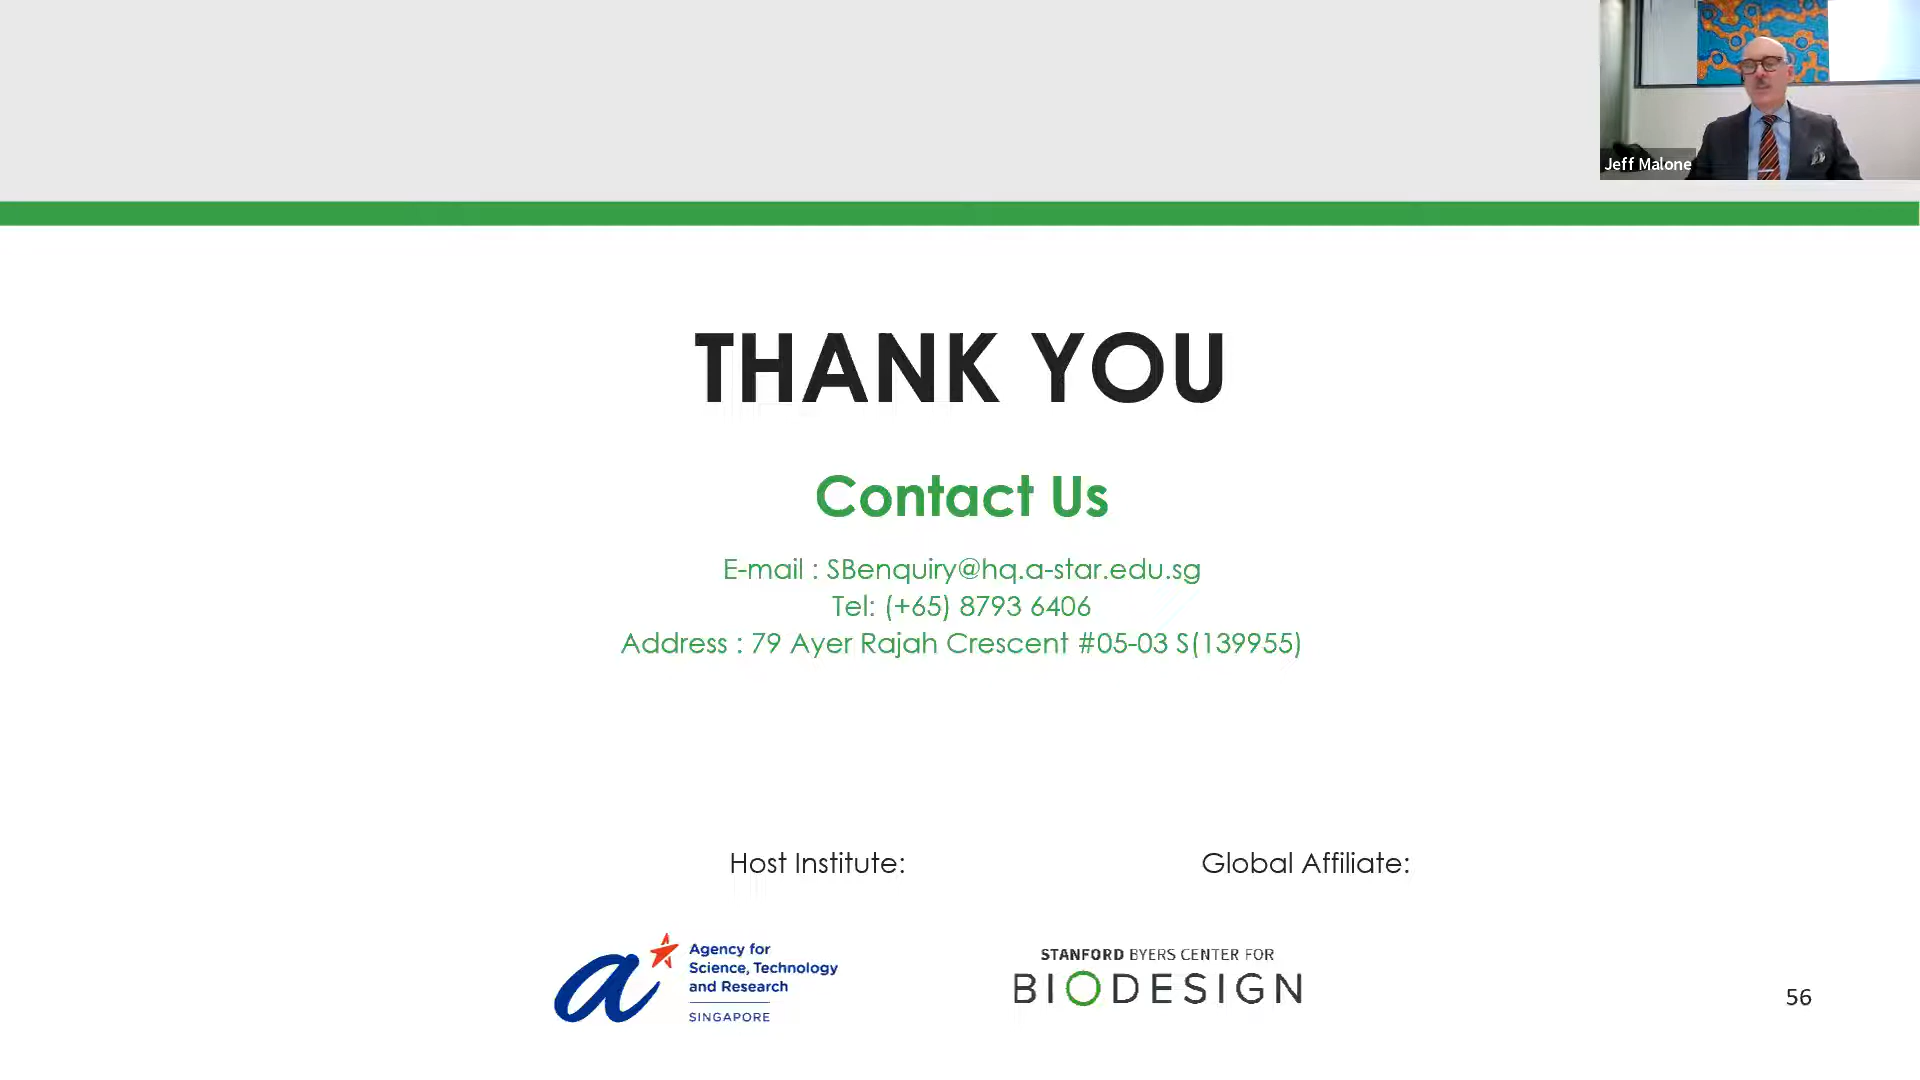 Jeff Malone
THANK YOU
Contact Us
E-mail : SBenquiry@hq.a-star.edu.sg
Tel: (+65) 8793 6406
Address : 79 Ayer Rajah Crescent #05-03 S(139955)
Host Institute:
Global Affiliate:
a
Agency for
Science, Technology
and Research
SINGAPORE
STANFORD BYERS CENTER FOR
BIODESIGN
56